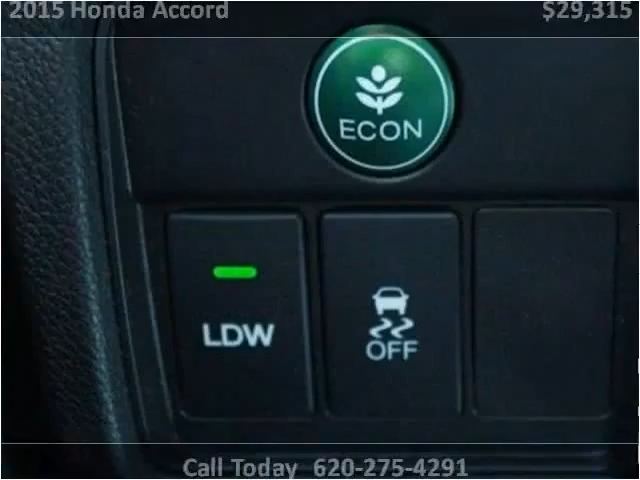 2015 Honda Accord $29,315
ECON
LDW
OFF
Call Today 620-275-4291